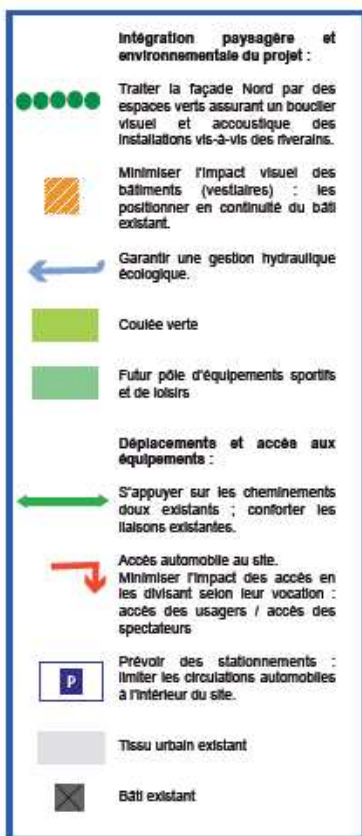 Intégration paysagère et
environnementale du projet :
Traiter la façade Nord par des
espaces verts assurant un bouclier
visuel et accoustique des
installations vis-à-vis des riverains.
Minimiser l'impact visuel des
bâtiments (vestiaires) : les
positionner en continuité du bâti
existant.
Garantir une gestion hydraulique
écologique.
Coulée verte
Futur pôle d'équipements sportifs
et de loisirs
Déplacements et accès aux
équipements :
S'appuyer sur les cheminements
doux existants ; conforter les
liaisons existantes.
Accès automobile au site.
Minimiser l'impact des accès en
les divisant selon leur vocation :
accès des usagers / accès des
spectateurs
P
Prévoir des stationnements :
limiter les circulations automobiles
à l'intérieur du site.
Tissu urbain existant
Bâti existant